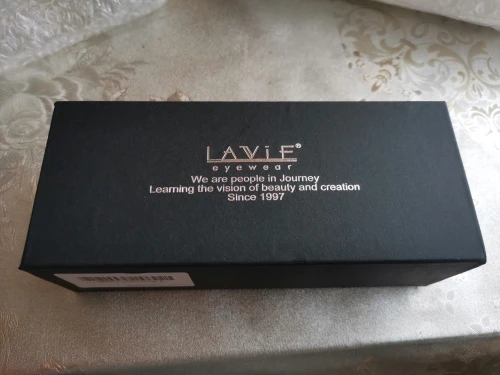 LAViE®
eyewear
We are people in Journey
Learning the vision of beauty and creation
Since 1997